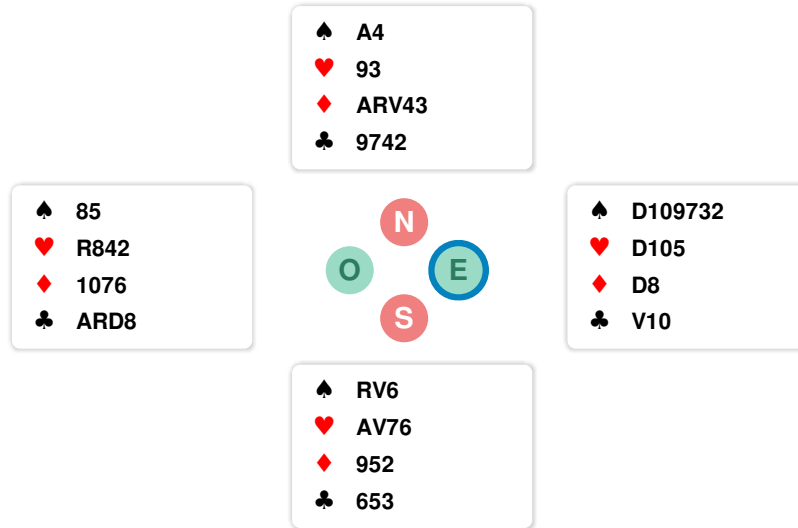 ♠ A4
♥ 93
♦ ARV43
♣ 9742
♠ 85
♥ R842
♦ 1076
♣ ARD8
N
O E
S
♠ D109732
♥ D105
♦ D8
♣ V10
♠ RV6
♥ AV76
♦ 952
♣ 653